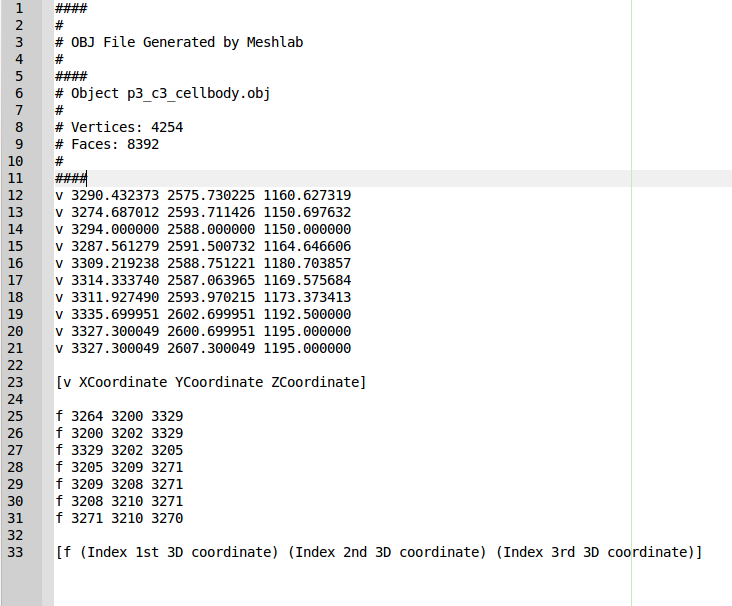 1 ####
2 #
3 # OBJ File Generated by Meshlab
4 #
5 ####
6 # Object p3_c3_cellbody.obj
7 #
8 # Vertices: 4254
9 # Faces: 8392
10 #
11 ####
12 v 3290.432373 2575.730225 1160.627319
13 v 3274.687012 2593.711426 1150.697632
14 v 3294.000000 2588.000000 1150.000000
15 v 3287.561279 2591.500732 1164.646606
16 v 3309.219238 2588.751221 1180.703857
17 v 3314.333740 2587.063965 1169.575684
18 v 3311.927490 2593.970215 1173.373413
19 v 3335.699951 2602.699951 1192.500000
20 v 3327.300049 2600.699951 1195.000000
21 v 3327.300049 2607.300049 1195.000000
22
23 [v XCoordinate YCoordinate ZCoordinate]
24
25 f 3264 3200 3329
26 f 3200 3202 3329
27 f 3329 3202 3205
28 f 3205 3209 3271
29 f 3209 3208 3271
30 f 3208 3210 3271
31 f 3271 3210 3270
32
33 [f (Index 1st 3D coordinate) (Index 2nd 3D coordinate) (Index 3rd 3D coordinate)]